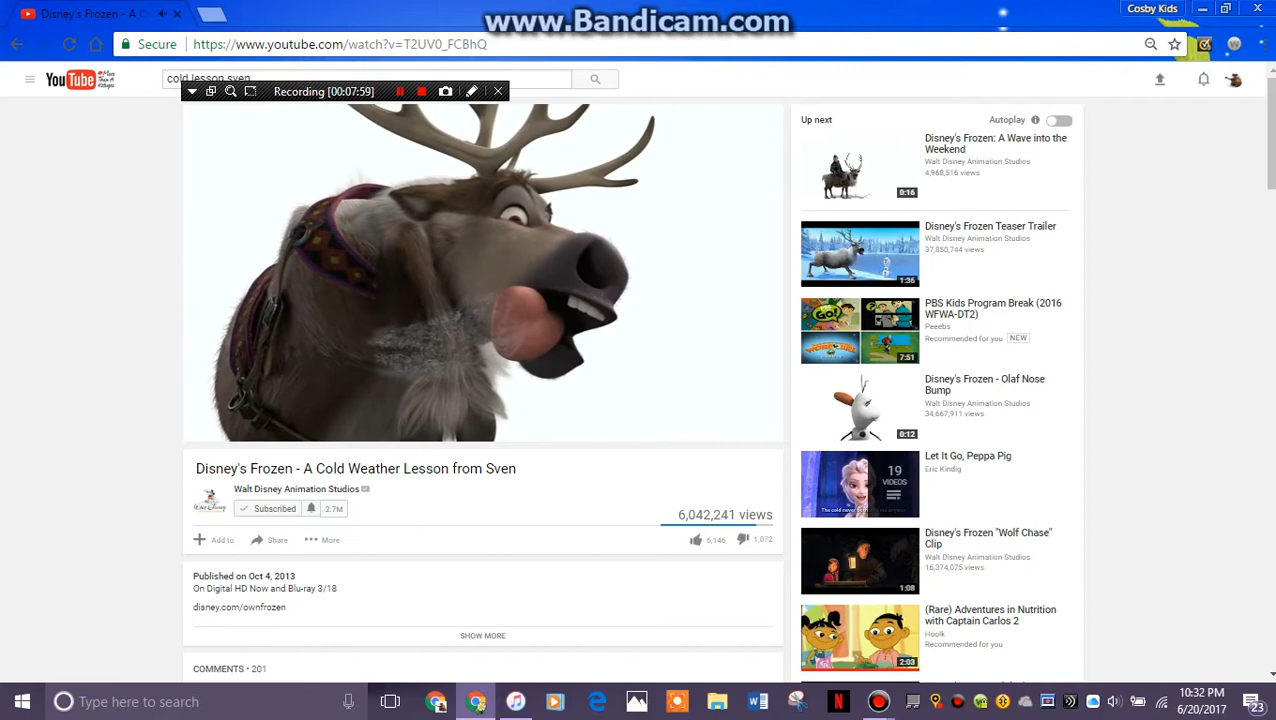 www.Bandicam.com
Disney's Frozen - A C
Cosby Kids
Secure
https://www.youtube.com/watch?v=T2UV0_FCBhQ
YouTube
cold lesson sven
Recording [00:07:59]
Up next
Autoplay
Disney's Frozen: A Wave into the
Weekend
Walt Disney Animation Studios
4,968,516 views
0:16
Disney's Frozen Teaser Trailer
Walt Disney Animation Studios
37,850,744 views
1:36
PBS Kids Program Break (2016
WFWA-DT2)
Peeebs
Recommended for you NEW
GO!
7:51
Disney's Frozen - Olaf Nose
Bump
Walt Disney Animation Studios
34,667,911 views
0:12
Let It Go, Peppa Pig
Eric Kindig
19
VIDEOS
Disney's Frozen "Wolf Chase"
Clip
Walt Disney Animation Studios
16,374,075 views
1:08
(Rare) Adventures in Nutrition
with Captain Carlos 2
Hoolk
Recommended for you
2:03
Disney's Frozen - A Cold Weather Lesson from Sven
Walt Disney Animation Studios
Subscribed 2.7M
6,042,241 views
Add to Share More
6,146 1,072
Published on Oct 4, 2013
On Digital HD Now and Blu-ray 3/18
disney.com/ownfrozen
SHOW MORE
COMMENTS • 201
Type here to search
10:32 PM
6/20/2017
23